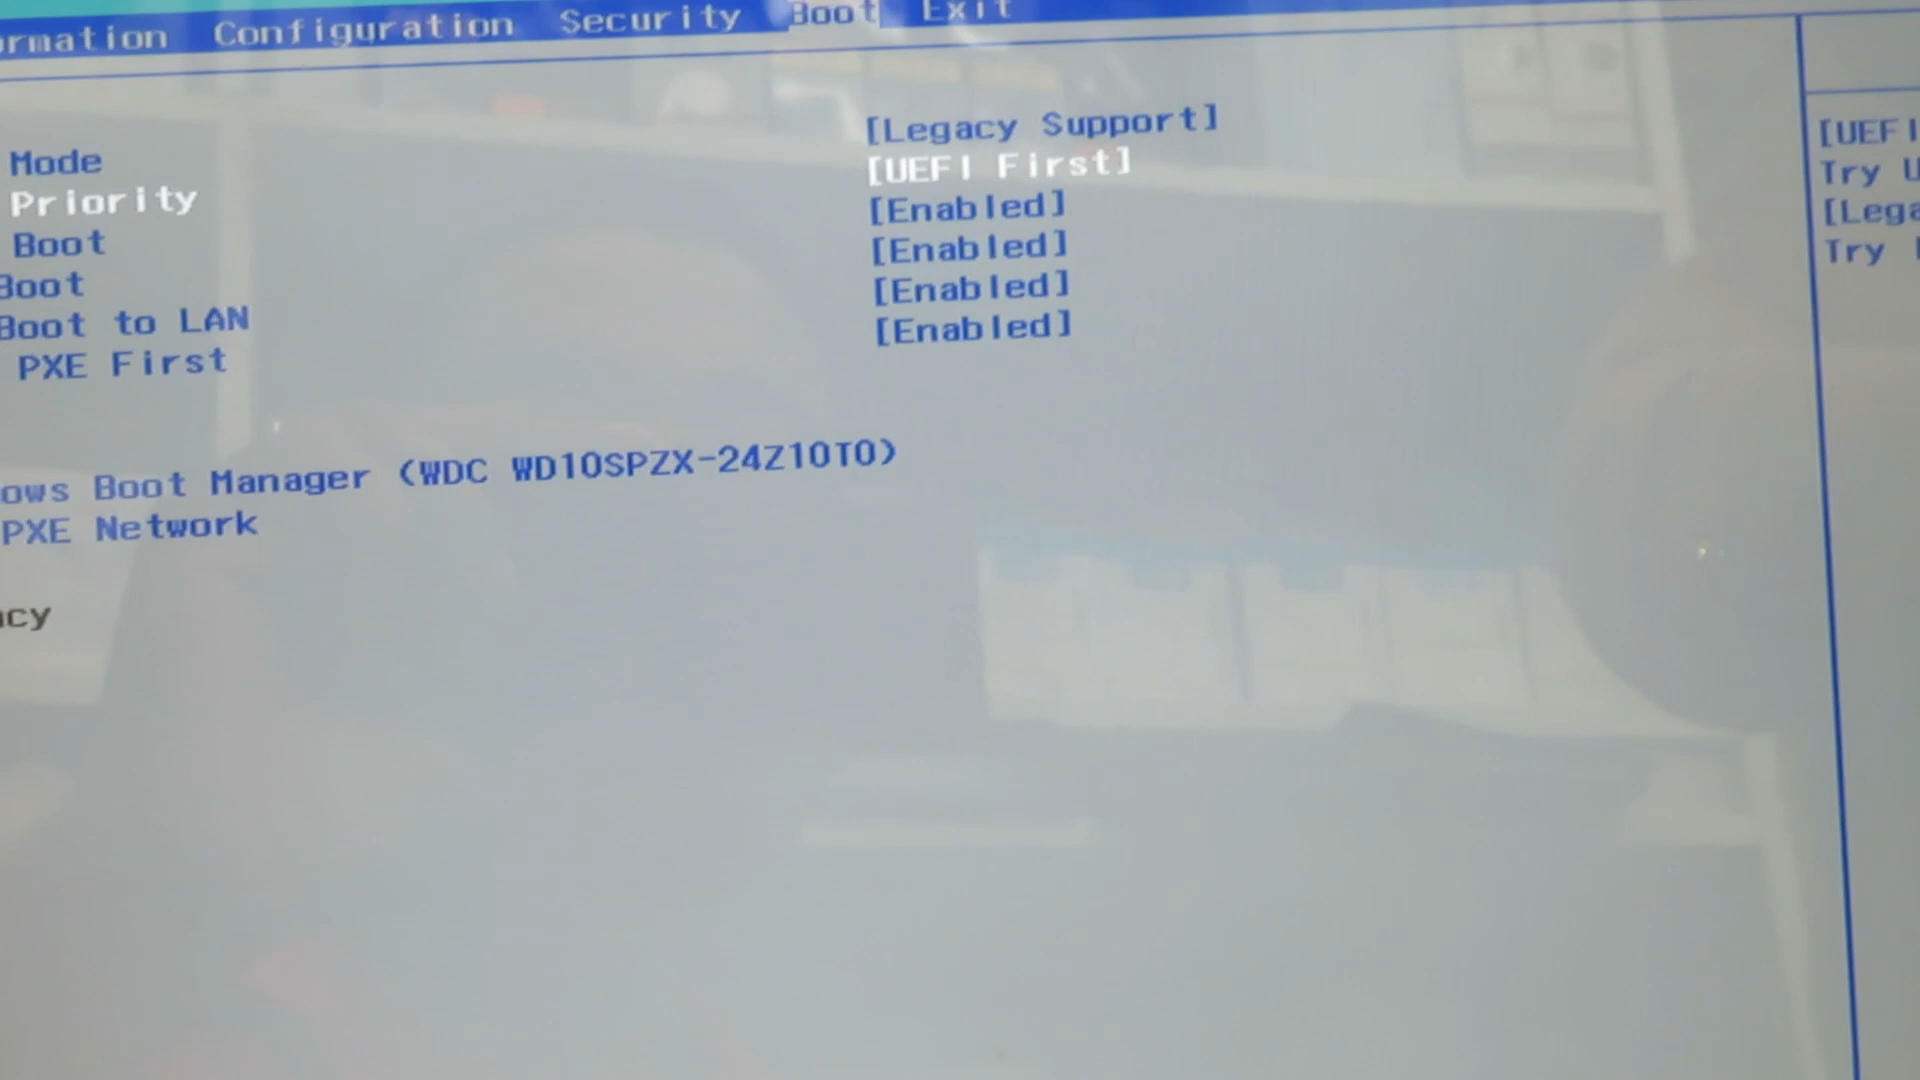 rmation Configuration Security Boot Exit
Mode [Legacy Support]
Priority [UEFI First]
Boot [Enabled]
Boot [Enabled]
Boot to LAN [Enabled]
PXE First [Enabled]
ows Boot Manager (WDC WD10SPZX-24Z10T0)
PXE Network
cy
[UEFI
Try U
[Lega
Try